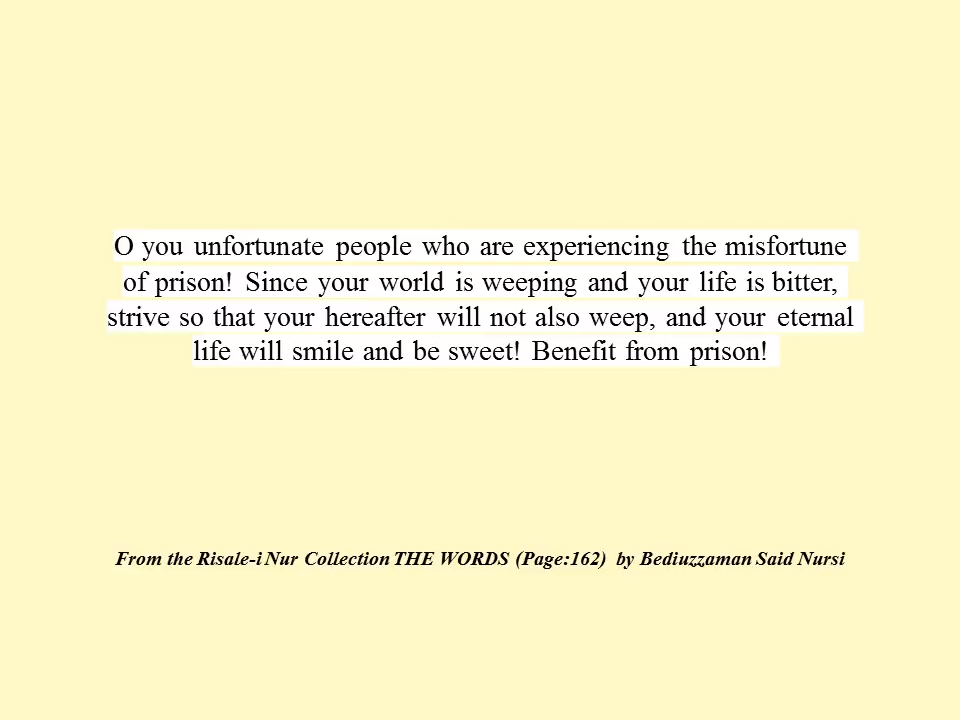 O you unfortunate people who are experiencing the misfortune
of prison! Since your world is weeping and your life is bitter,
strive so that your hereafter will not also weep, and your eternal
life will smile and be sweet! Benefit from prison!
From the Risale-i Nur Collection THE WORDS (Page:162) by Bediuzzaman Said Nursi